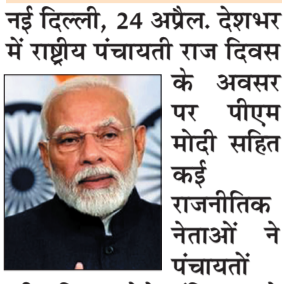 नई दिल्ली, 24 अप्रैल. देशभर
में राष्ट्रीय पंचायती राज दिवस
के अवसर
पर पीएम
मोदी सहित
कई
राजनीतिक
नेताओं ने
पंचायतों